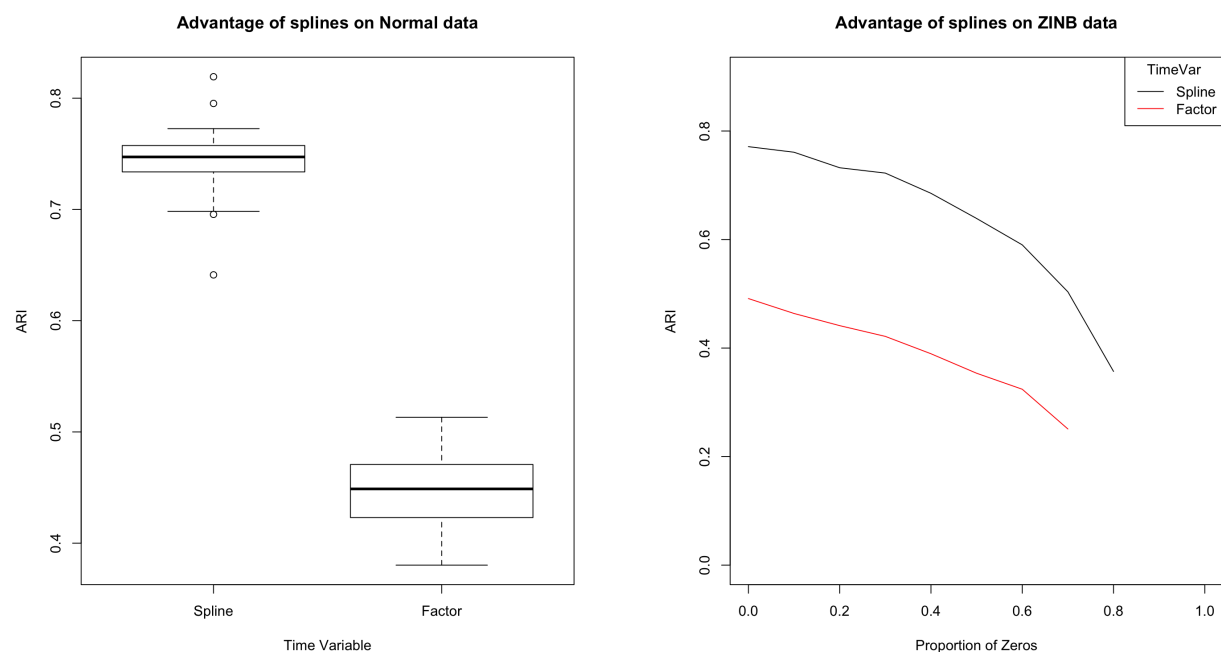 Advantage of splines on Normal data
ARI
0.8
0.7
0.6
0.5
0.4
Spline
Factor
Time Variable
Advantage of splines on ZINB data
TimeVar
Spline
Factor
ARI
0.8
0.6
0.4
0.2
0.0
0.0 0.2 0.4 0.6 0.8 1.0
Proportion of Zeros